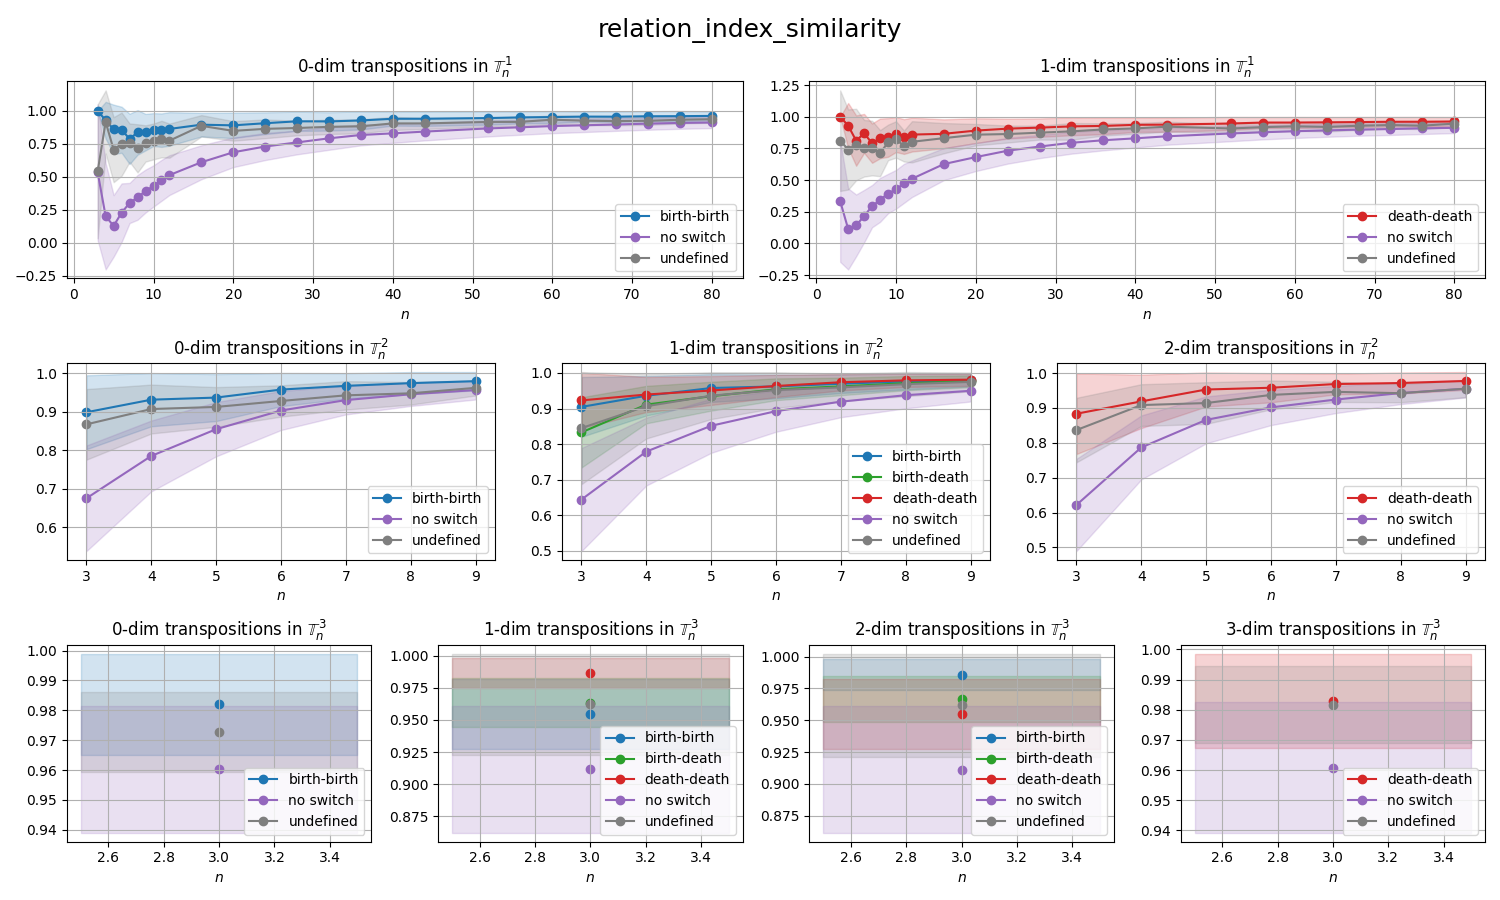 relation_index_similarity
0-dim transpositions in 𝕋ₙ¹
1.00
0.75
0.50
0.25
0.00
−0.25
0 10 20 30 40 50 60 70 80
n
birth-birth
no switch
undefined
1-dim transpositions in 𝕋ₙ¹
1.25
1.00
0.75
0.50
0.25
0.00
−0.25
0 10 20 30 40 50 60 70 80
n
death-death
no switch
undefined
0-dim transpositions in 𝕋ₙ²
1.0
0.9
0.8
0.7
0.6
3 4 5 6 7 8 9
n
birth-birth
no switch
undefined
1-dim transpositions in 𝕋ₙ²
1.0
0.9
0.8
0.7
0.6
0.5
3 4 5 6 7 8 9
n
birth-birth
birth-death
death-death
no switch
undefined
2-dim transpositions in 𝕋ₙ²
1.0
0.9
0.8
0.7
0.6
0.5
3 4 5 6 7 8 9
n
death-death
no switch
undefined
0-dim transpositions in 𝕋ₙ³
1.00
0.99
0.98
0.97
0.96
0.95
0.94
2.6 2.8 3.0 3.2 3.4
n
birth-birth
no switch
undefined
1-dim transpositions in 𝕋ₙ³
1.000
0.975
0.950
0.925
0.900
0.875
2.6 2.8 3.0 3.2 3.4
n
birth-birth
birth-death
death-death
no switch
undefined
2-dim transpositions in 𝕋ₙ³
1.000
0.975
0.950
0.925
0.900
0.875
2.6 2.8 3.0 3.2 3.4
n
birth-birth
birth-death
death-death
no switch
undefined
3-dim transpositions in 𝕋ₙ³
1.00
0.99
0.98
0.97
0.96
0.95
0.94
2.6 2.8 3.0 3.2 3.4
n
death-death
no switch
undefined